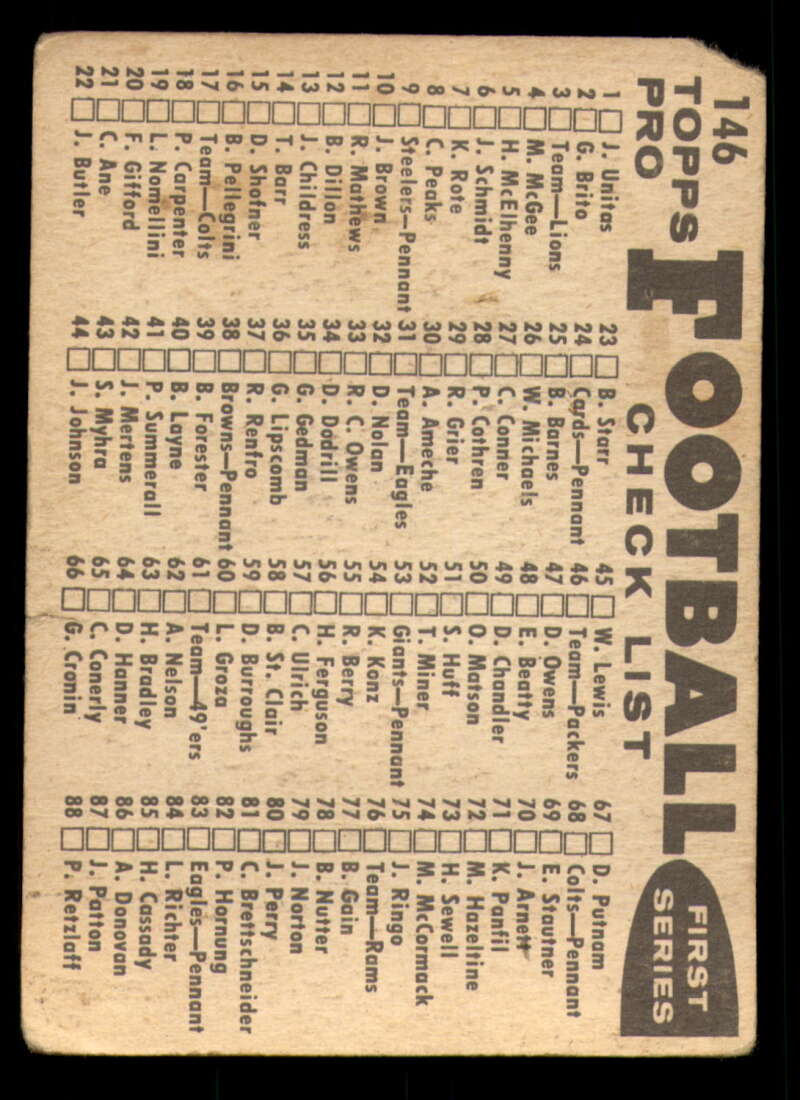 146
TOPPS PRO FOOTBALL
CHECK LIST
FIRST SERIES
1 J. Unitas
2 G. Brito
3 Team—Lions
4 M. McGee
5 H. McElhenny
6 J. Schmidt
7 K. Rote
8 C. Peaks
9 Steelers—Pennant
10 J. Brown
11 R. Mathews
12 B. Dillon
13 J. Childress
14 T. Barr
15 D. Shofner
16 B. Pellegrini
17 Team—Colts
18 P. Carpenter
19 L. Nomellini
20 F. Gifford
21 C. Ane
22 J. Butler
23 B. Starr
24 Cards—Pennant
25 B. Barnes
26 W. Michaels
27 C. Conner
28 P. Cothren
29 R. Grier
30 A. Ameche
31 Team—Eagles
32 D. Nolan
33 R. C. Owens
34 D. Dodrill
35 G. Gedman
36 G. Lipscomb
37 R. Renfro
38 Browns—Pennant
39 B. Forester
40 B. Layne
41 P. Summerall
42 J. Mertens
43 S. Myhra
44 J. Johnson
45 W. Lewis
46 Team—Packers
47 D. Owens
48 E. Beatty
49 D. Chandler
50 O. Matson
51 S. Huff
52 T. Miner
53 Giants—Pennant
54 K. Konz
55 R. Berry
56 H. Ferguson
57 C. Ulrich
58 B. St. Clair
59 D. Burroughs
60 L. Groza
61 Team—49'ers
62 A. Nelson
63 H. Bradley
64 D. Hanner
65 C. Conerly
66 G. Cronin
67 D. Putnam
68 Colts—Pennant
69 E. Stautner
70 J. Arnett
71 K. Panfil
72 M. Hazeltine
73 H. Sewell
74 M. McCormack
75 J. Ringo
76 Team—Rams
77 B. Gain
78 B. Nutter
79 J. Norton
80 J. Perry
81 C. Brettschneider
82 P. Hornung
83 Eagles—Pennant
84 L. Richter
85 H. Cassady
86 A. Donovan
87 J. Patton
88 P. Retzlaff